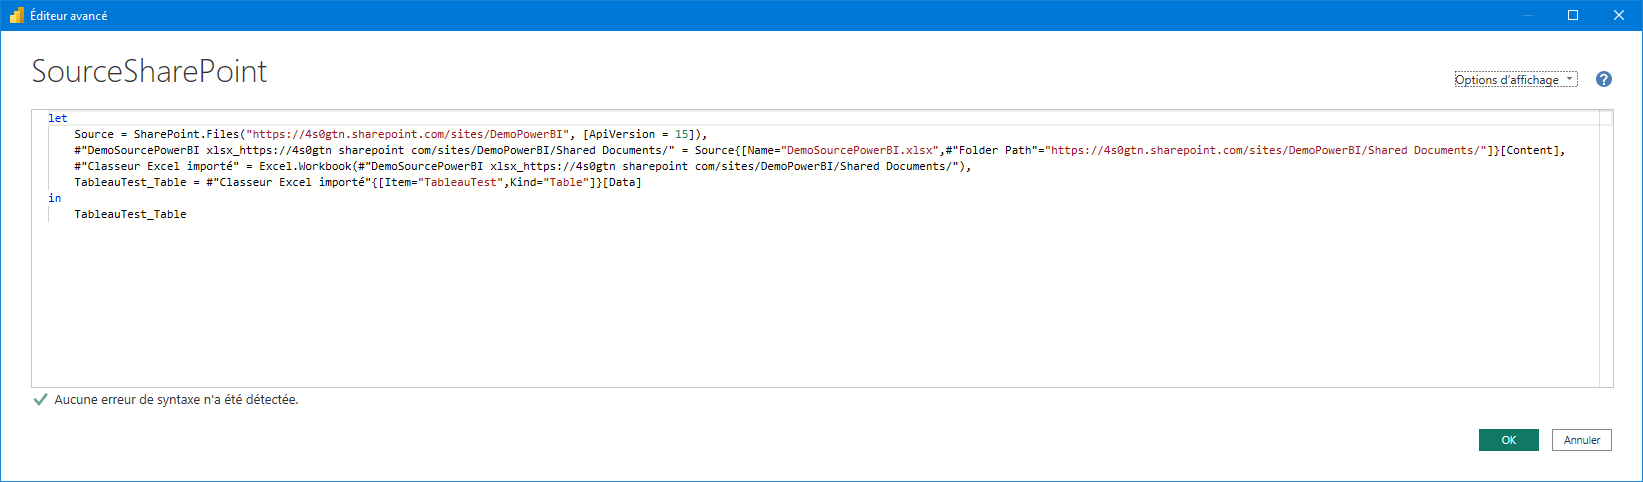 Éditeur avancé
SourceSharePoint
Options d'affichage
?
let
Source = SharePoint.Files("https://4s0gtn.sharepoint.com/sites/DemoPowerBI", [ApiVersion = 15]),
#"DemoSourcePowerBI xlsx_https://4s0gtn sharepoint com/sites/DemoPowerBI/Shared Documents/" = Source{[Name="DemoSourcePowerBI.xlsx",#"Folder Path"="https://4s0gtn.sharepoint.com/sites/DemoPowerBI/Shared Documents/"]}[Content],
#"Classeur Excel importé" = Excel.Workbook(#"DemoSourcePowerBI xlsx_https://4s0gtn sharepoint com/sites/DemoPowerBI/Shared Documents/"),
TableauTest_Table = #"Classeur Excel importé"{[Item="TableauTest",Kind="Table"]}[Data]
in
TableauTest_Table
Aucune erreur de syntaxe n'a été détectée.
OK
Annuler